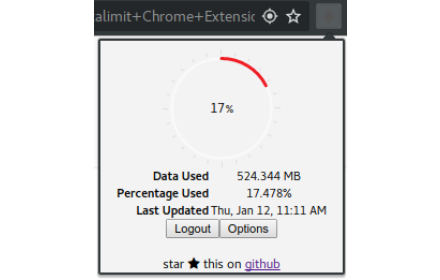 alimit+Chrome+Extensic
17%
Data Used 524.344 MB
Percentage Used 17.478%
Last Updated Thu, Jan 12, 11:11 AM
Logout Options
star ★ this on github